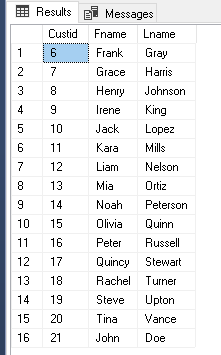 Results Messages
Custid Fname Lname
1 6 Frank Gray
2 7 Grace Harris
3 8 Henry Johnson
4 9 Irene King
5 10 Jack Lopez
6 11 Kara Mills
7 12 Liam Nelson
8 13 Mia Ortiz
9 14 Noah Peterson
10 15 Olivia Quinn
11 16 Peter Russell
12 17 Quincy Stewart
13 18 Rachel Turner
14 19 Steve Upton
15 20 Tina Vance
16 21 John Doe